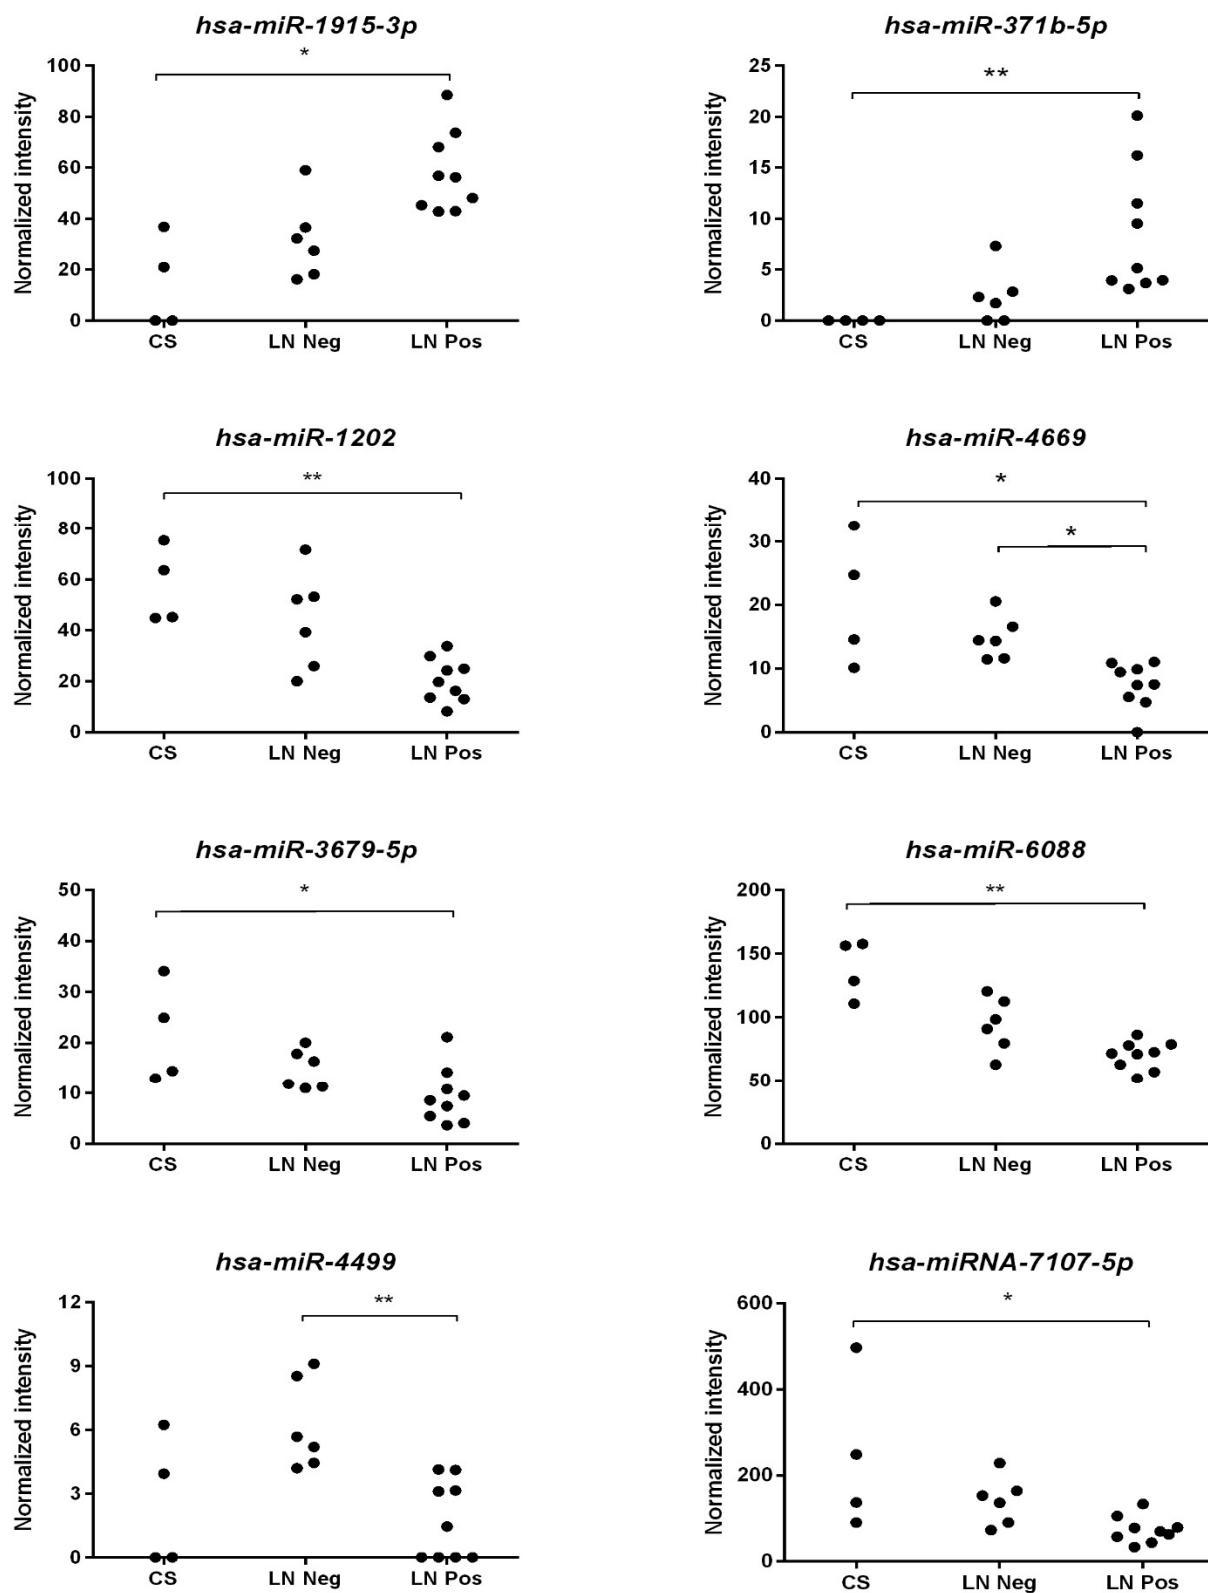 hsa-miR-1915-3p
*
Normalized intensity
100
80
60
40
20
0
CS LN Neg LN Pos
hsa-miR-371b-5p
**
Normalized intensity
25
20
15
10
5
0
CS LN Neg LN Pos
hsa-miR-1202
**
Normalized intensity
100
80
60
40
20
0
CS LN Neg LN Pos
hsa-miR-4669
*
*
Normalized intensity
40
30
20
10
0
CS LN Neg LN Pos
hsa-miR-3679-5p
*
Normalized intensity
50
40
30
20
10
0
CS LN Neg LN Pos
hsa-miR-6088
**
Normalized intensity
200
150
100
50
0
CS LN Neg LN Pos
hsa-miR-4499
**
Normalized intensity
12
9
6
3
0
CS LN Neg LN Pos
hsa-miRNA-7107-5p
*
Normalized intensity
600
400
200
0
CS LN Neg LN Pos